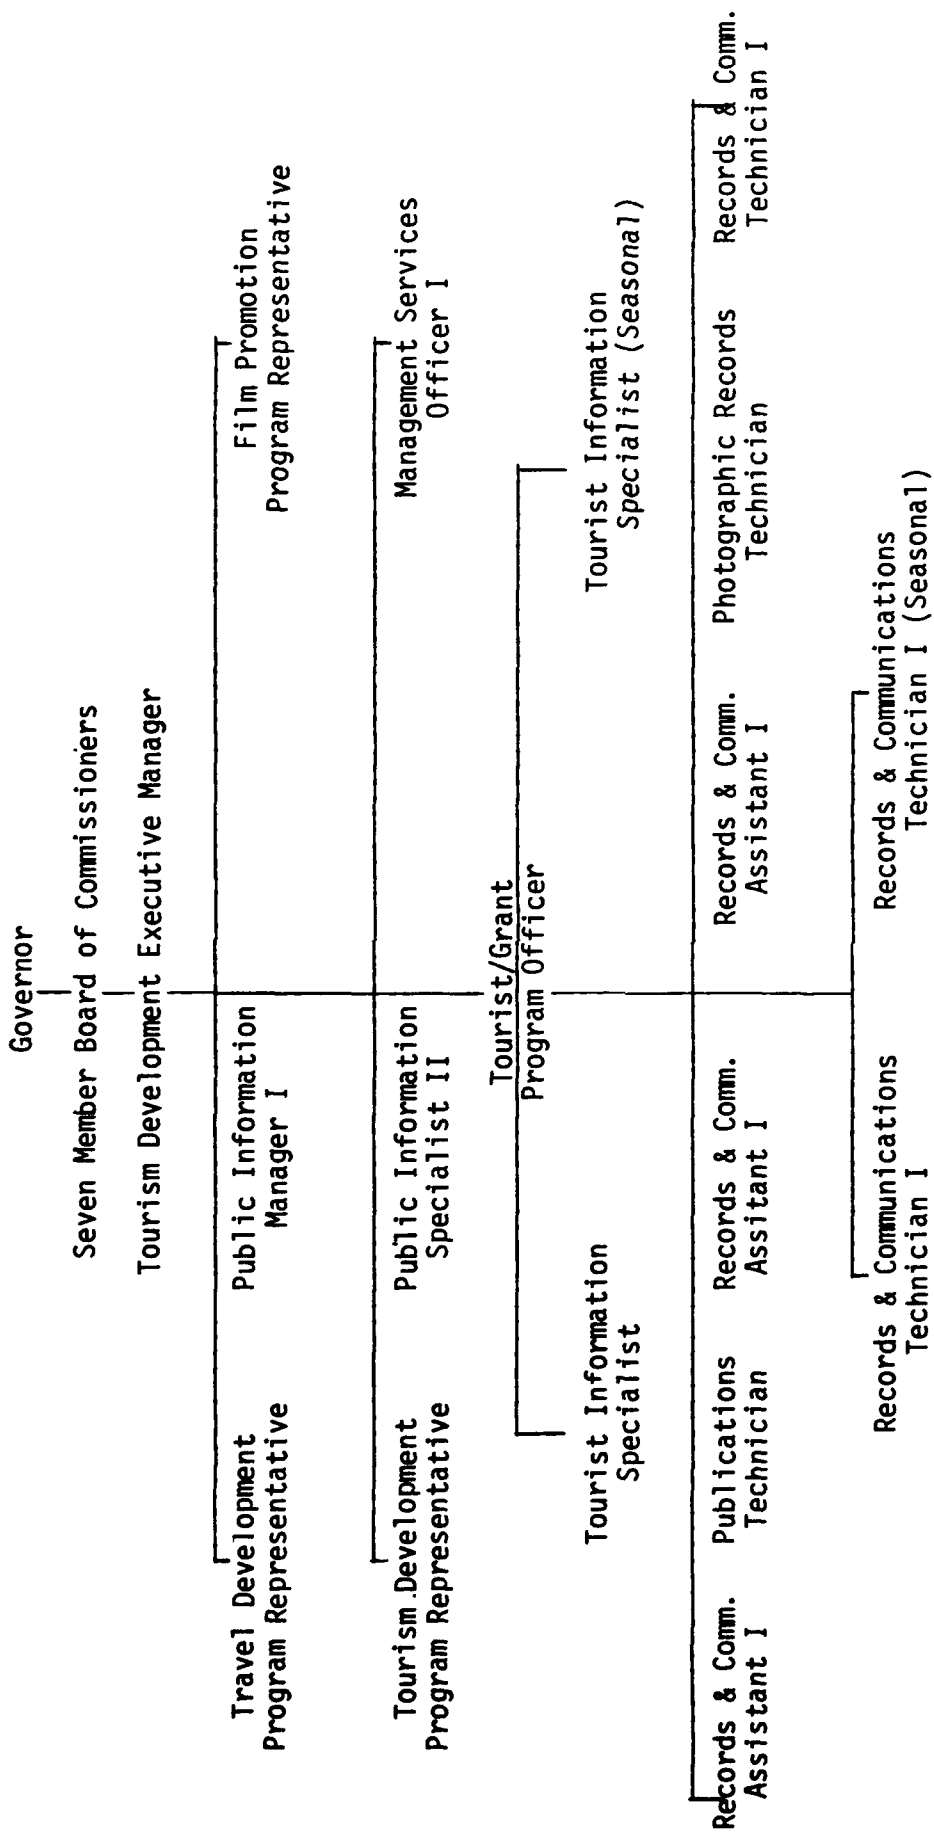 Governor
Seven Member Board of Commissioners
Tourism Development Executive Manager
Travel Development
Program Representative
Public Information
Manager I
Film Promotion
Program Representative
Tourism Development
Program Representative
Public Information
Specialist II
Management Services
Officer I
Tourist/Grant
Program Officer
Tourist Information
Specialist
Tourist Information
Specialist (Seasonal)
Records & Comm.
Assistant I
Publications
Technician
Records & Comm.
Assitant I
Records & Comm.
Assistant I
Photographic Records
Technician
Records & Comm.
Technician I
Records & Communications
Technician I
Records & Communications
Technician I (Seasonal)